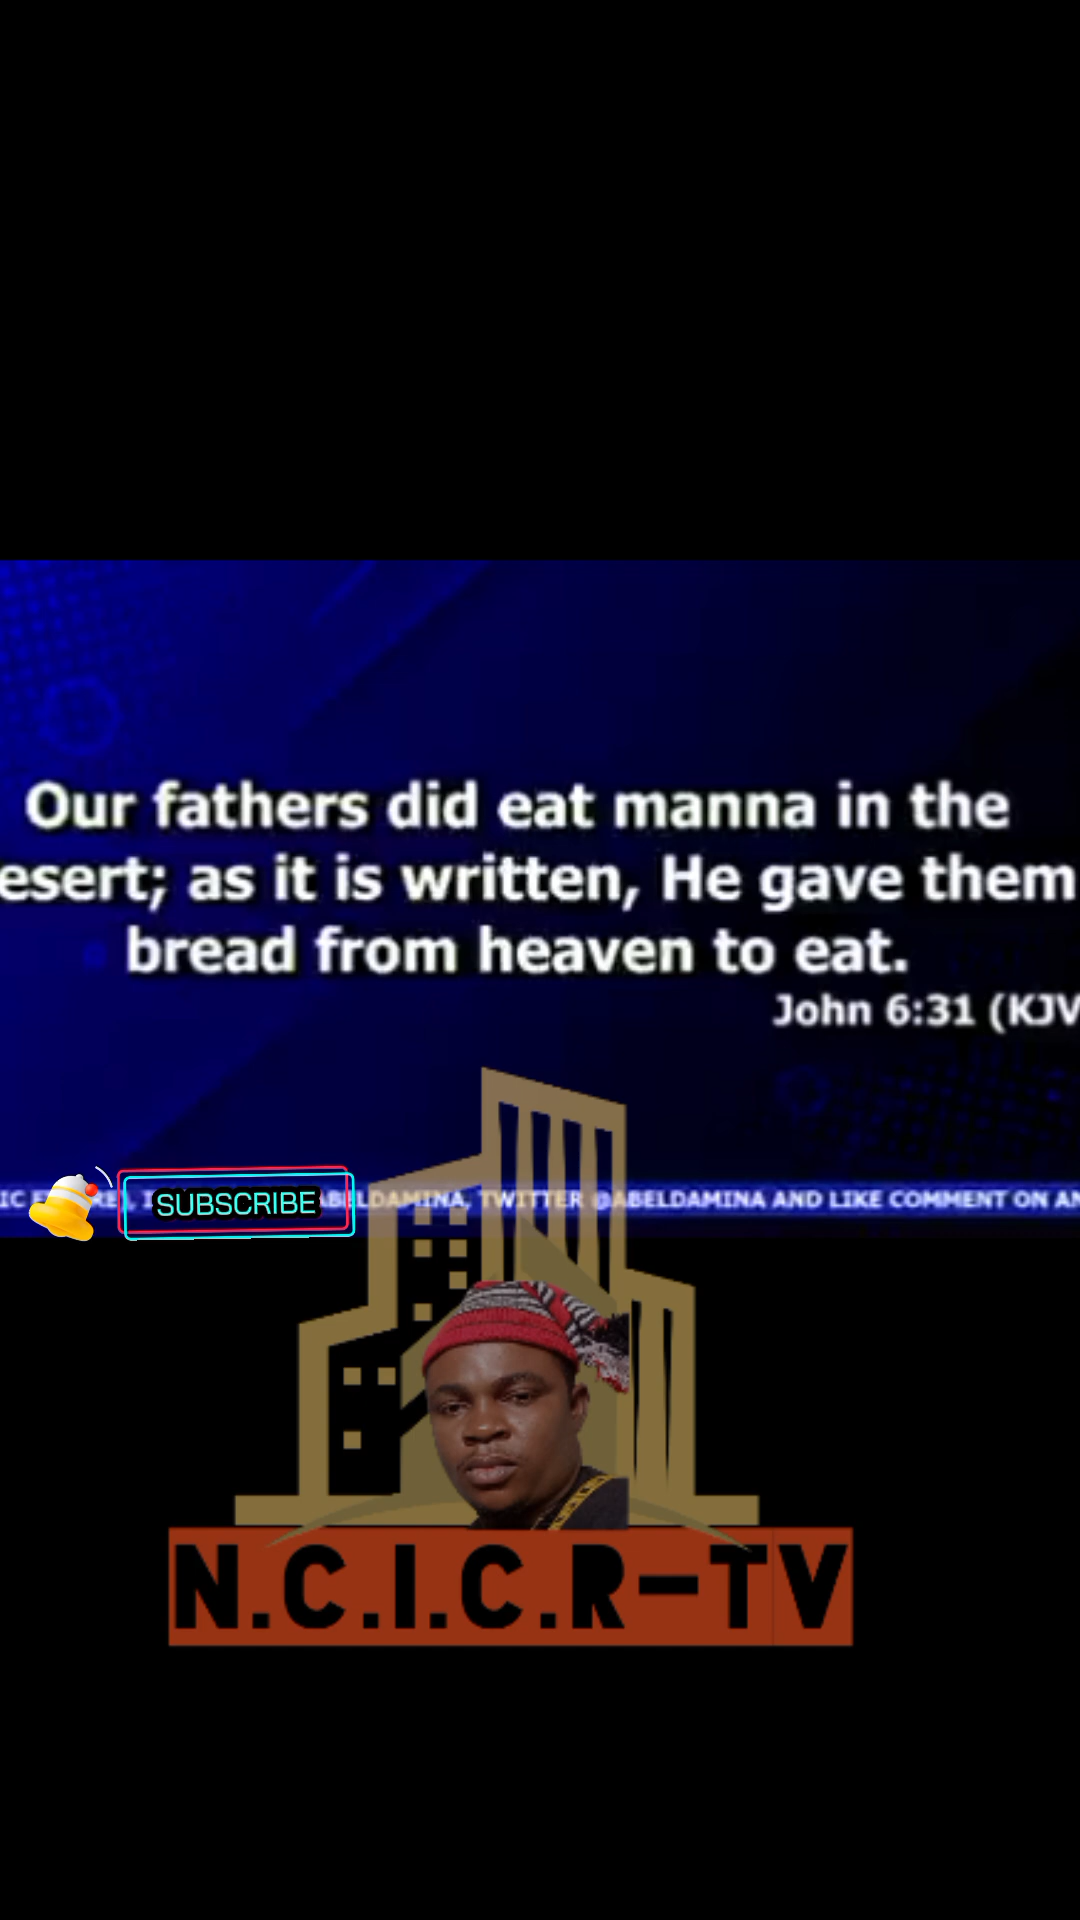 Our fathers did eat manna in the
esert; as it is written, He gave them
bread from heaven to eat.
John 6:31 (KJV
SUBSCRIBE
ABELDAMINA, TWITTER @ABELDAMINA AND LIKE COMMENT ON AN
N.C.I.C.R-TV